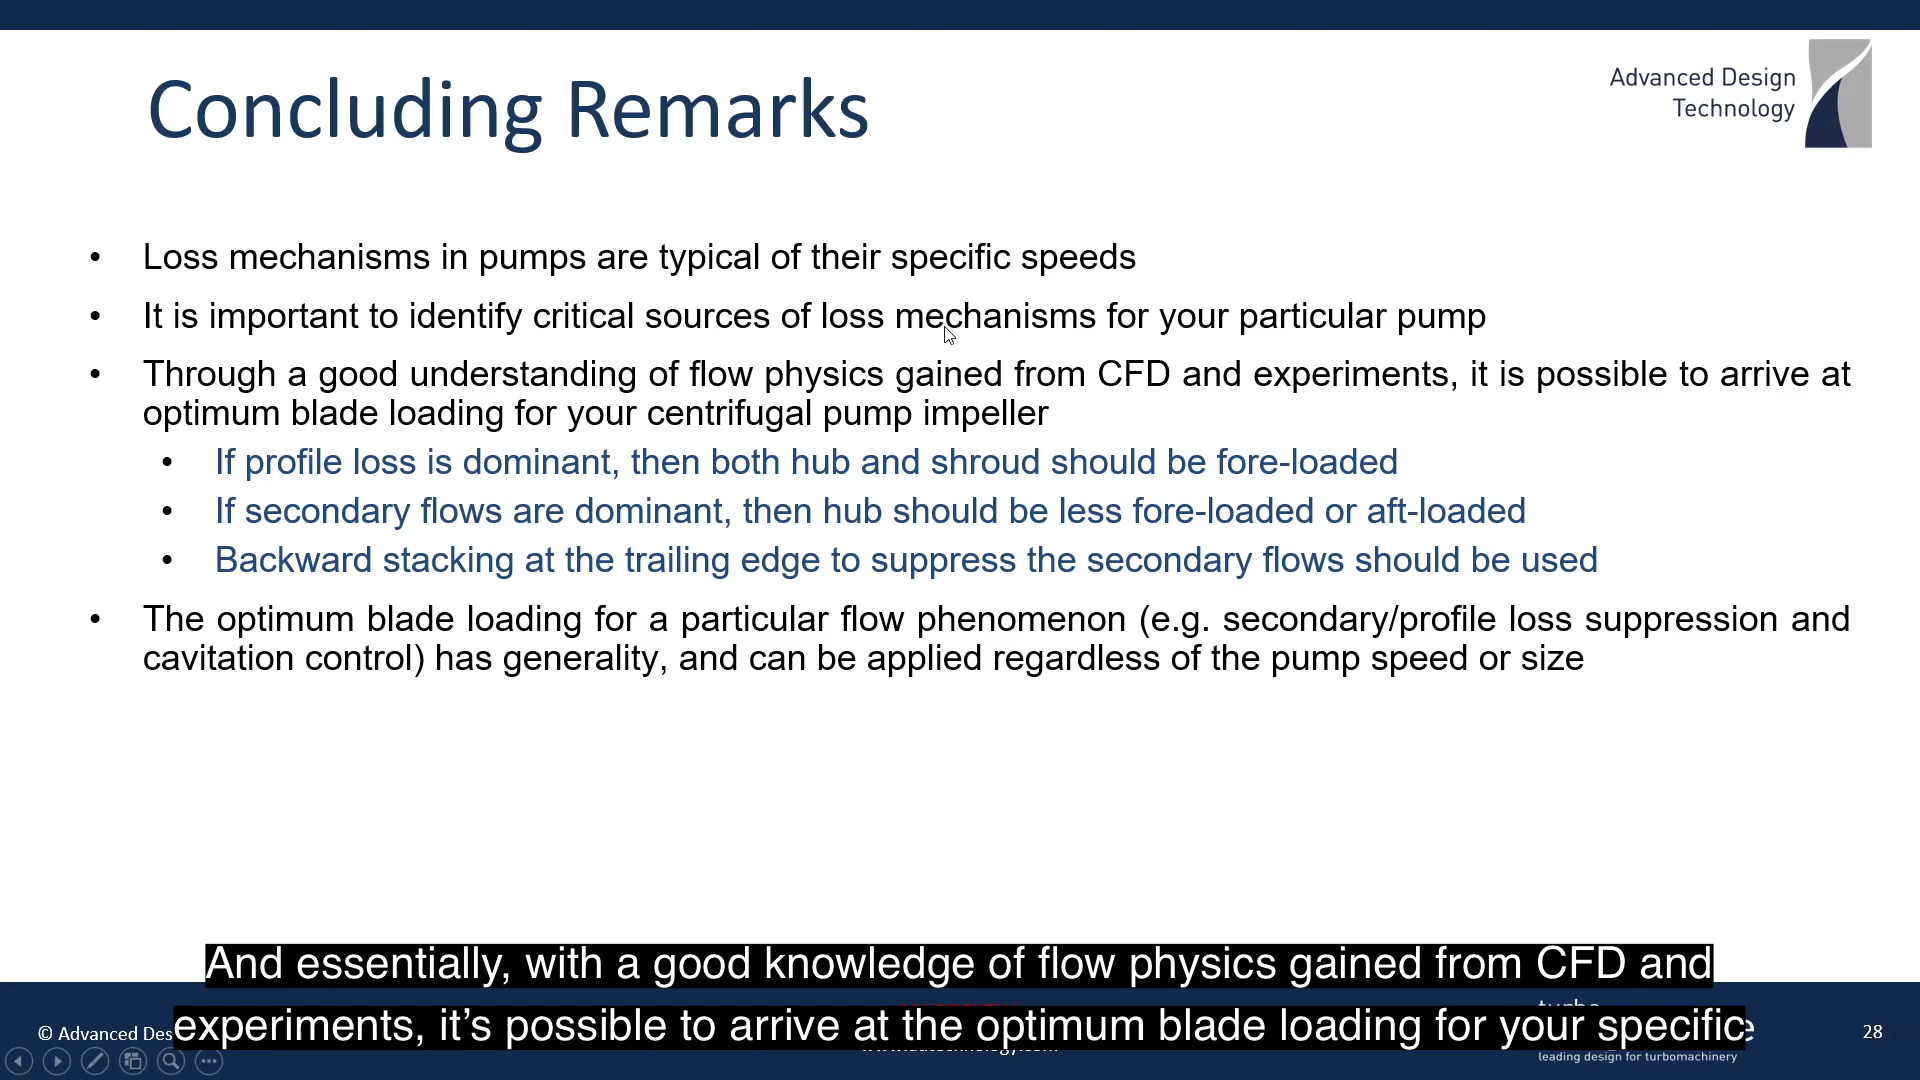 Concluding Remarks
Advanced Design
Technology
• Loss mechanisms in pumps are typical of their specific speeds
• It is important to identify critical sources of loss mechanisms for your particular pump
• Through a good understanding of flow physics gained from CFD and experiments, it is possible to arrive at
optimum blade loading for your centrifugal pump impeller
• If profile loss is dominant, then both hub and shroud should be fore-loaded
• If secondary flows are dominant, then hub should be less fore-loaded or aft-loaded
• Backward stacking at the trailing edge to suppress the secondary flows should be used
• The optimum blade loading for a particular flow phenomenon (e.g. secondary/profile loss suppression and
cavitation control) has generality, and can be applied regardless of the pump speed or size
And essentially, with a good knowledge of flow physics gained from CFD and
experiments, it's possible to arrive at the optimum blade loading for your specific
© Advanced
28
leading design for turbomachinery